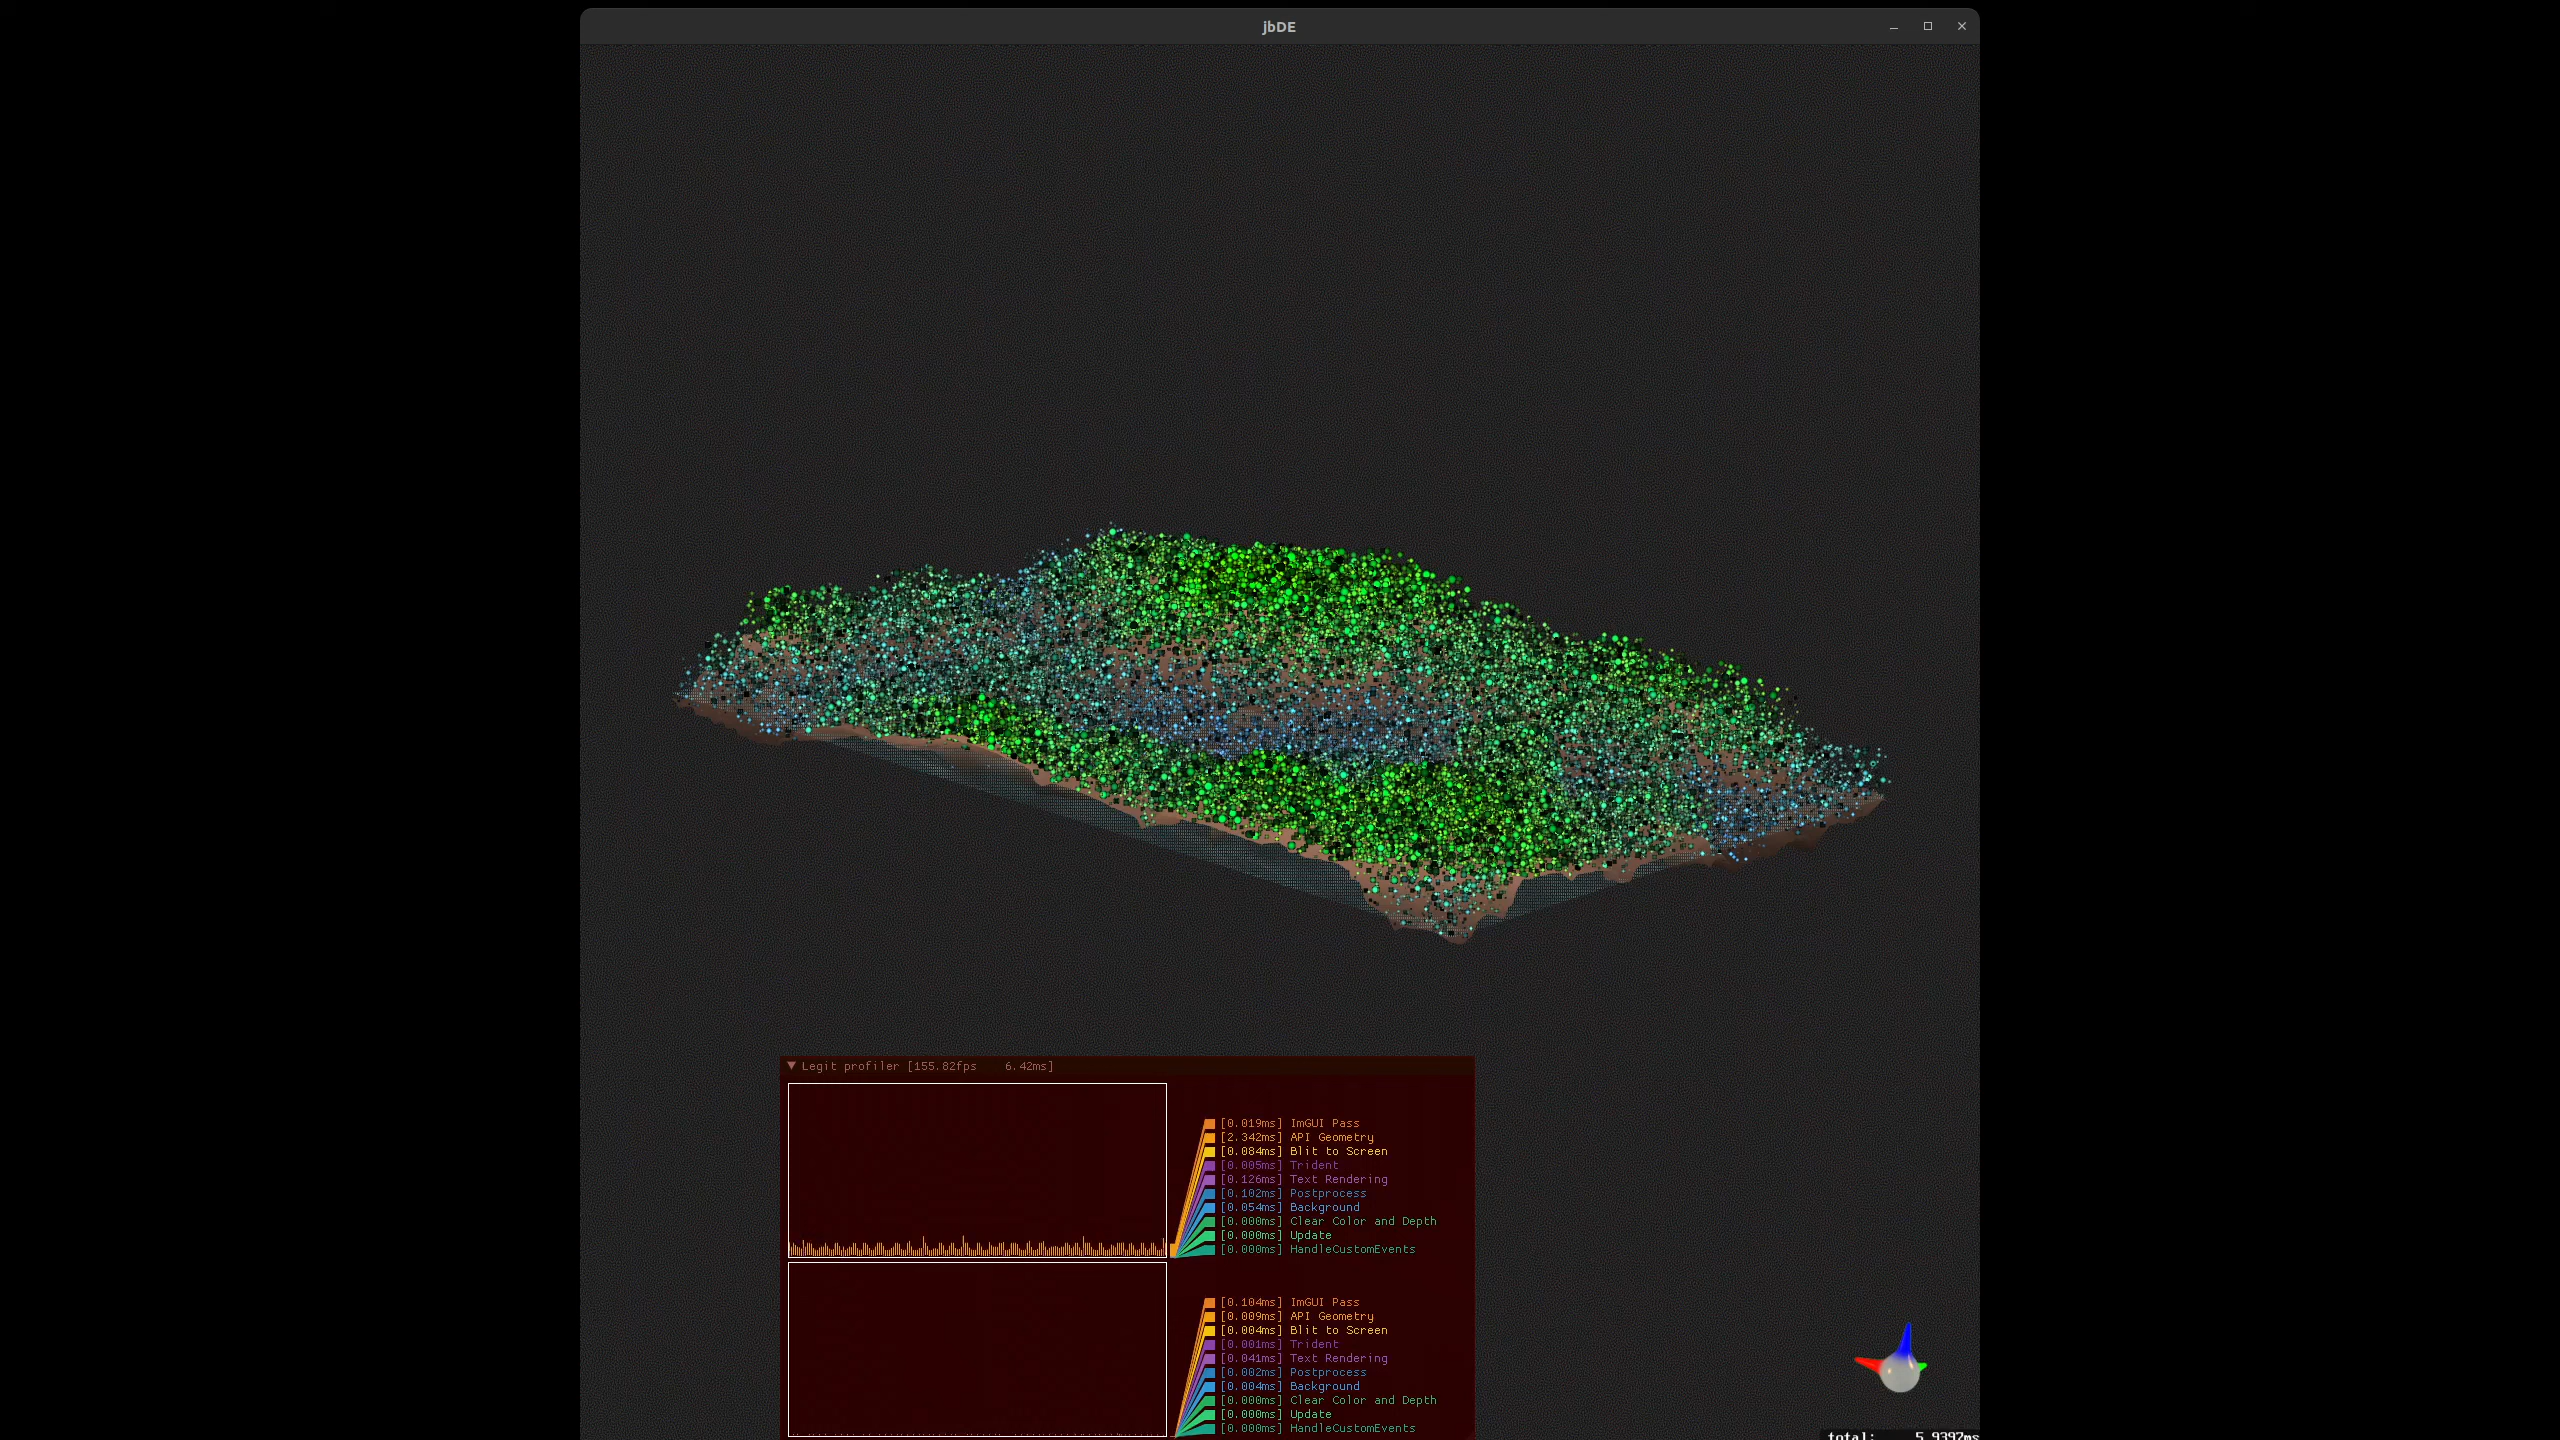 jbDE
Legit profiler [155.82fps    6.42ms]
[0.019ms] ImGUI Pass
[2.342ms] API Geometry
[0.084ms] Blit to Screen
[0.005ms] Trident
[0.126ms] Text Rendering
[0.102ms] Postprocess
[0.054ms] Background
[0.000ms] Clear Color and Depth
[0.000ms] Update
[0.000ms] HandleCustomEvents
[0.104ms] ImGUI Pass
[0.009ms] API Geometry
[0.004ms] Blit to Screen
[0.001ms] Trident
[0.041ms] Text Rendering
[0.002ms] Postprocess
[0.004ms] Background
[0.000ms] Clear Color and Depth
[0.000ms] Update
[0.000ms] HandleCustomEvents
total:    5.9392ms